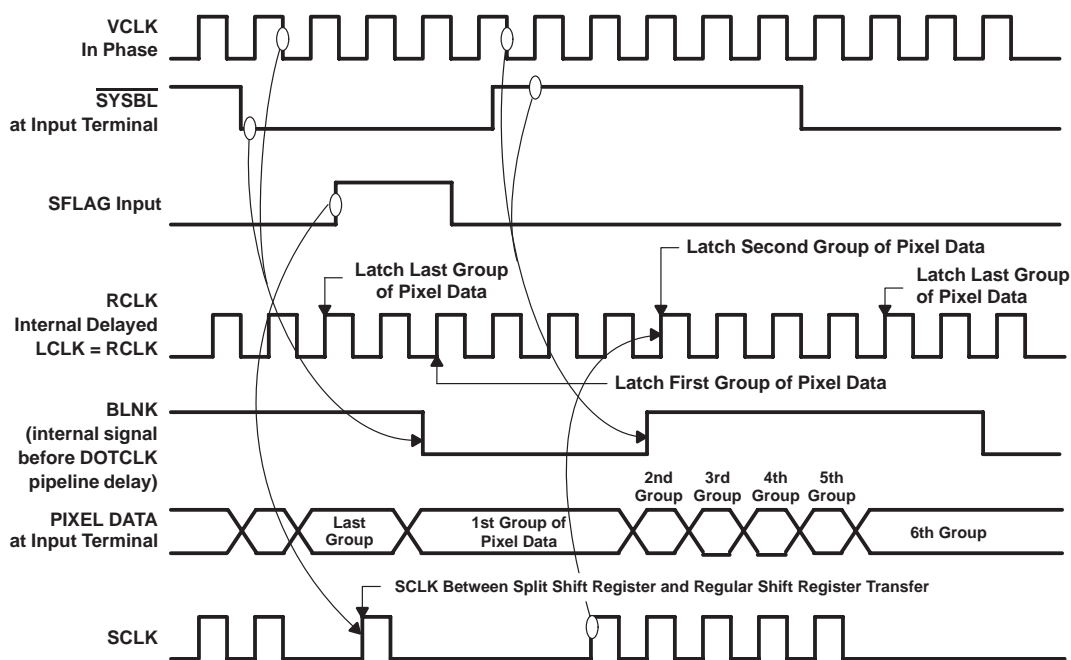 VCLK
In Phase
SYSBL
at Input Terminal
SFLAG Input
Latch Second Group of Pixel Data
Latch Last Group
of Pixel Data
Latch Last Group
of Pixel Data
RCLK
Internal Delayed
LCLK = RCLK
Latch First Group of Pixel Data
BLNK
(internal signal
before DOTCLK
pipeline delay)
2nd
Group
3rd
Group
4th
Group
5th
Group
PIXEL DATA
at Input Terminal
Last
Group
1st Group of
Pixel Data
6th Group
SCLK Between Split Shift Register and Regular Shift Register Transfer
SCLK